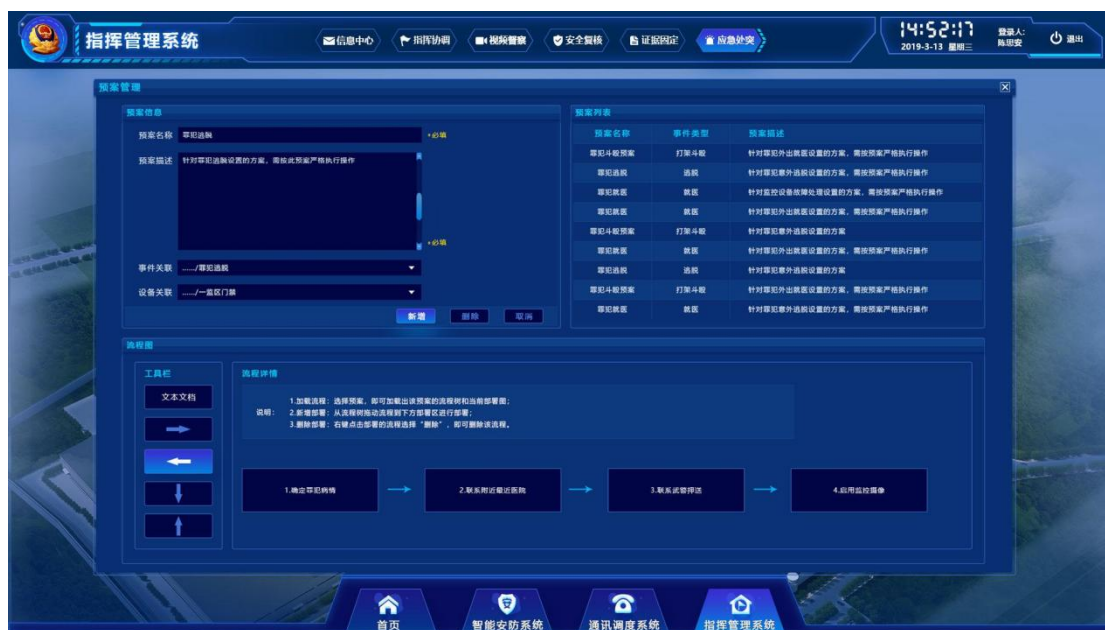 指挥管理系统
信息中心
指挥协调
视频督察
安全复核
证据固定
应急处突
14:52:17
2019-3-13 星期三
登录人:
陈思安
退出
预案管理
预案信息
预案名称 罪犯逃脱 *必填
预案描述 针对罪犯逃脱设置的方案，需按此预案严格执行操作
*必填
事件关联 ....../罪犯逃脱
设备关联 ....../一监区门禁
新增 删除 取消
预案列表
预案名称 事件类型 预案描述
罪犯斗殴预案 打架斗殴 针对罪犯外出就医设置的方案，需按预案严格执行操作
罪犯逃脱 逃脱 针对罪犯意外逃脱设置的方案，需按预案严格执行操作
罪犯就医 就医 针对监控设备故障处理设置的方案，需按预案严格执行操作
罪犯就医 就医 针对罪犯外出就医设置的方案，需按预案严格执行操作
罪犯斗殴预案 打架斗殴 针对罪犯意外逃脱设置的方案
罪犯就医 就医 针对罪犯外出就医设置的方案，需按预案严格执行操作
罪犯逃脱 逃脱 针对罪犯意外逃脱设置的方案
罪犯斗殴预案 打架斗殴 针对罪犯外出就医设置的方案，需按预案严格执行操作
罪犯就医 就医 针对罪犯意外逃脱设置的方案，需按预案严格执行操作
流程图
工具栏
文本文档
流程详情
说明:
1.加载流程：选择预案，即可加载出该预案的流程树和当前部署图；
2.新增部署：从流程树拖动流程到下方部署区进行部署；
3.删除部署：右键点击部署的流程选择“删除”，即可删除该流程。
1.确定罪犯病情
2.联系附近最近医院
3.联系武警押送
4.启用监控摄像
首页
智能安防系统
通讯调度系统
指挥管理系统